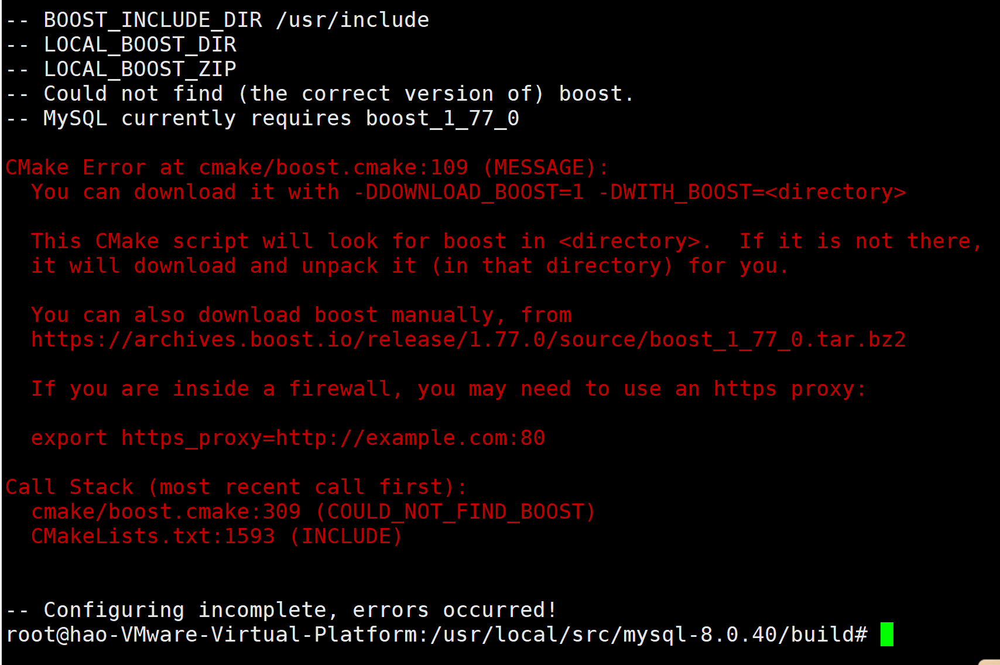 -- BOOST_INCLUDE_DIR /usr/include
-- LOCAL_BOOST_DIR
-- LOCAL_BOOST_ZIP
-- Could not find (the correct version of) boost.
-- MySQL currently requires boost_1_77_0
CMake Error at cmake/boost.cmake:109 (MESSAGE):
You can download it with -DDOWNLOAD_BOOST=1 -DWITH_BOOST=<directory>
This CMake script will look for boost in <directory>.  If it is not there,
it will download and unpack it (in that directory) for you.
You can also download boost manually, from
https://archives.boost.io/release/1.77.0/source/boost_1_77_0.tar.bz2
If you are inside a firewall, you may need to use an https proxy:
export https_proxy=http://example.com:80
Call Stack (most recent call first):
cmake/boost.cmake:309 (COULD_NOT_FIND_BOOST)
CMakeLists.txt:1593 (INCLUDE)
-- Configuring incomplete, errors occurred!
root@hao-VMware-Virtual-Platform:/usr/local/src/mysql-8.0.40/build#